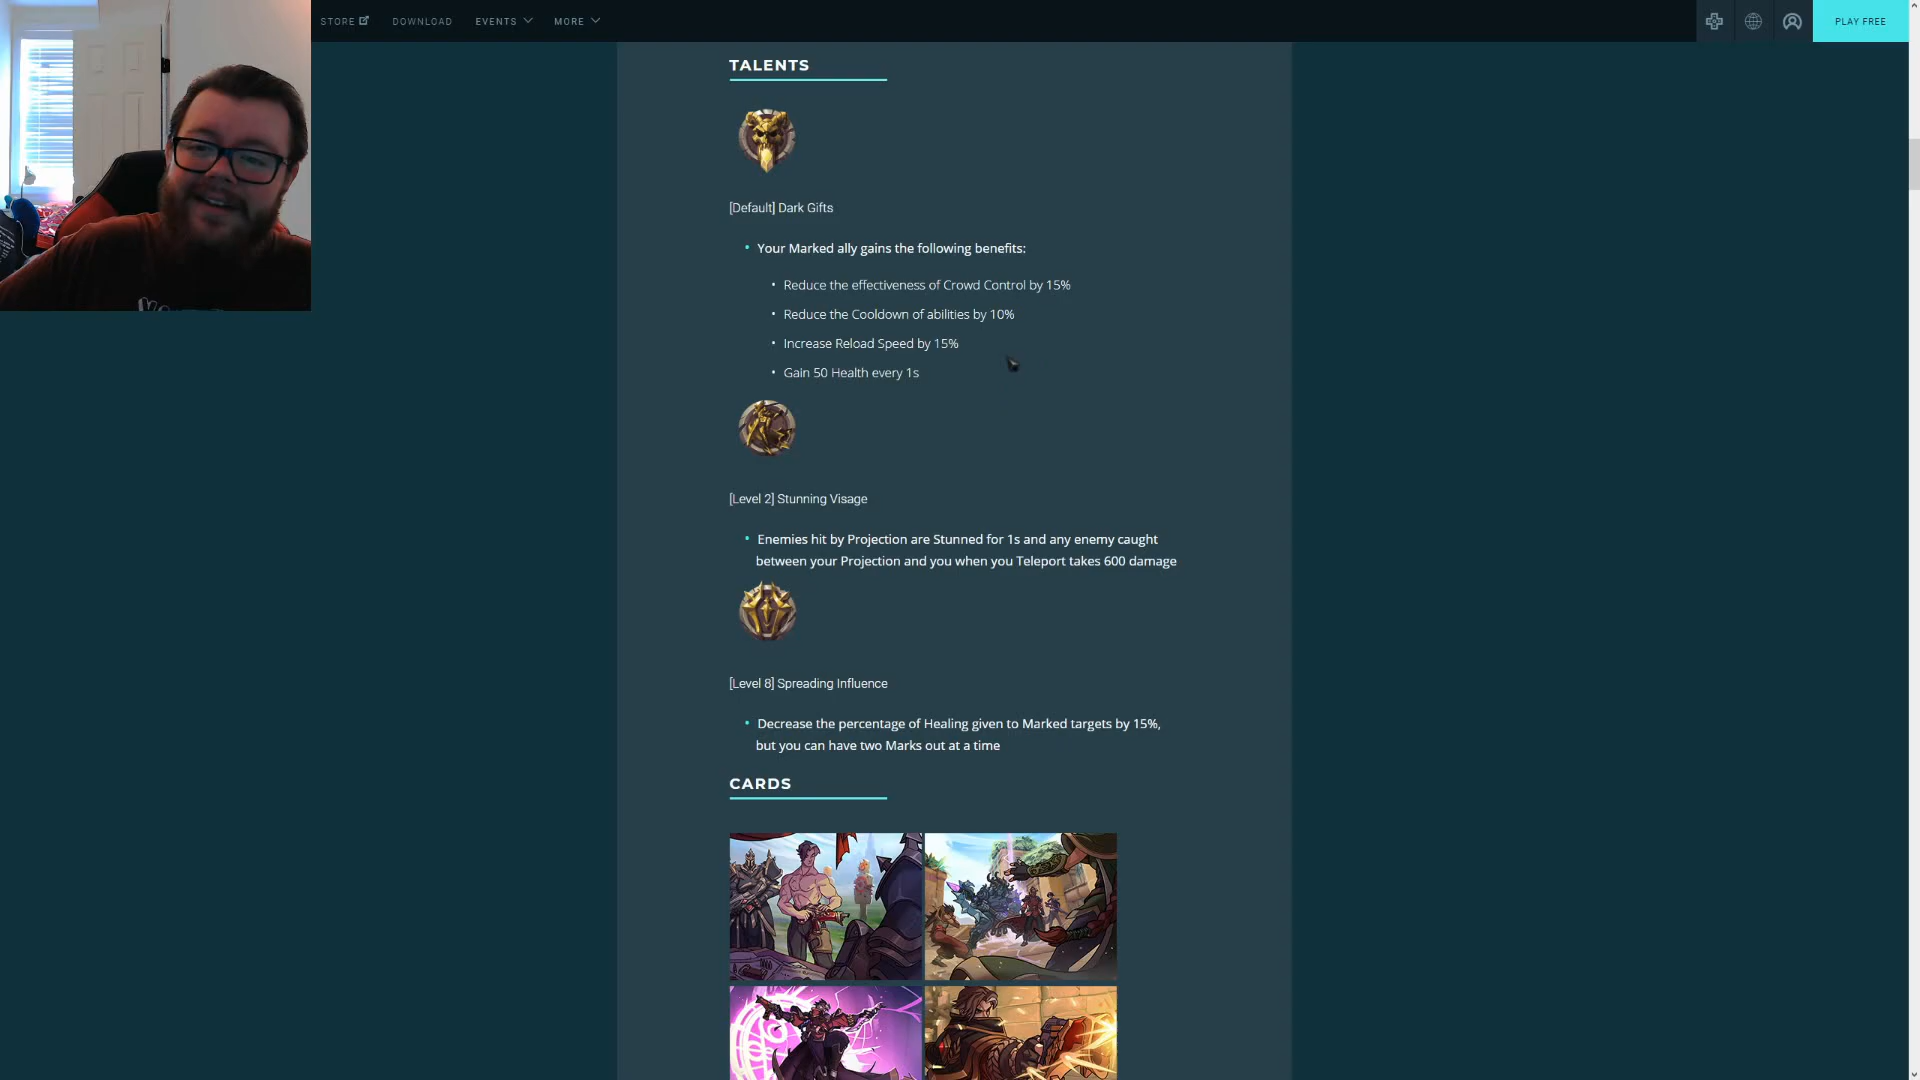 STORE DOWNLOAD EVENTS MORE PLAY FREE
TALENTS
[Default] Dark Gifts
• Your Marked ally gains the following benefits:
• Reduce the effectiveness of Crowd Control by 15%
• Reduce the Cooldown of abilities by 10%
• Increase Reload Speed by 15%
• Gain 50 Health every 1s
[Level 2] Stunning Visage
• Enemies hit by Projection are Stunned for 1s and any enemy caught
between your Projection and you when you Teleport takes 600 damage
[Level 8] Spreading Influence
• Decrease the percentage of Healing given to Marked targets by 15%,
but you can have two Marks out at a time
CARDS